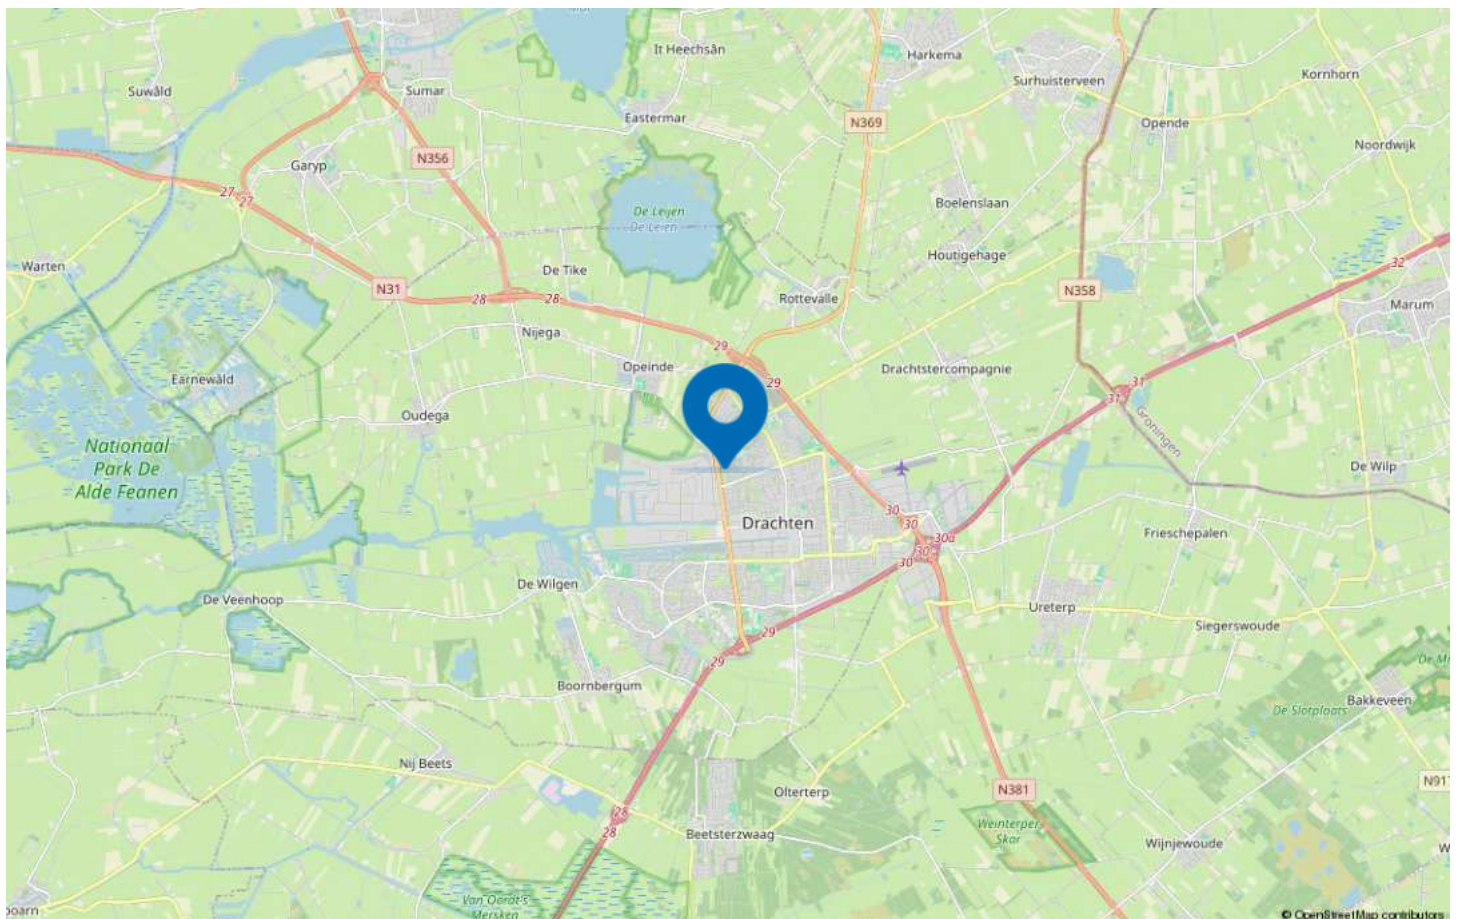 It Heechsân
Harkema
Surhuisterveen
Kornhorn
Suwâld
Sumar
Eastermar
N369
Opende
Noordwijk
N356
Garyp
27
27
De Leijen
De Leien
Boelenslaan
Houtigehage
Warten
De Tike
32
N31
28
28
Rottevalle
N358
Marum
Nijega
29
Opeinde
Drachtstercompagnie
Earnewâld
29
31
31
Oudega
Groningen
Nationaal
Park De
Alde Feanen
De Wilp
30
Drachten
30
30a
Frieschepalen
30
30
De Wilgen
De Veenhoop
Ureterp
Siegerswoude
29
29
De M
Boornbergum
Bakkeveen
De Slotplaats
Nij Beets
N381
N917
Olterterp
28
28
Beetsterzwaag
Weinterper
Skar
Wijnjewoude
W
Van Oordt's
Mersken
boarn
© OpenStreetMap contributors